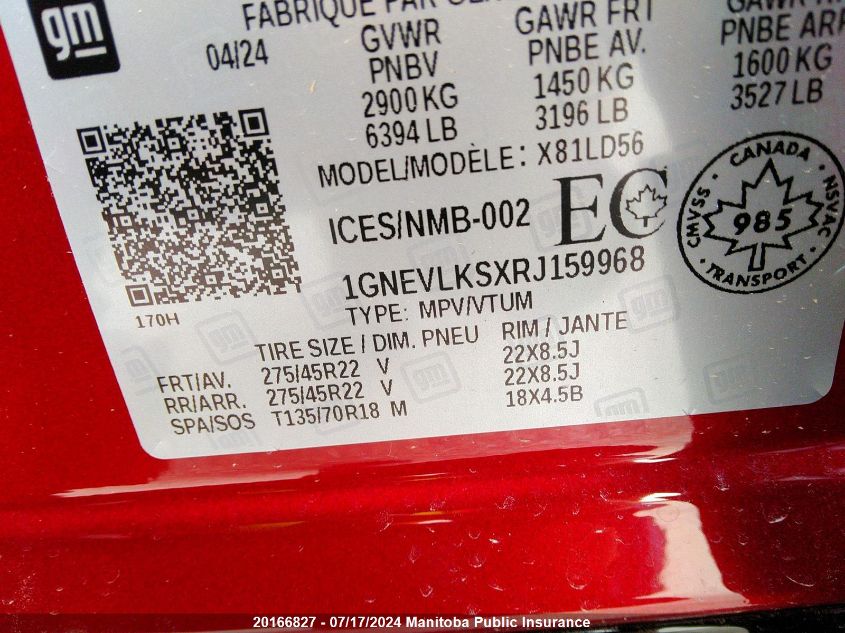 gm
FABRIQUÉ PAR
04/24
GVWR
PNBV
2900 KG
6394 LB
GAWR FRT
PNBE AV.
1450 KG
3196 LB
PNBE ARR
1600 KG
3527 LB
MODEL/MODÈLE: X81LD56
ICES/NMB-002
EC
CMVSS · CANADA · NSVAC
985
TRANSPORT
1GNEVLKSXRJ159968
TYPE: MPV/VTUM
170H
TIRE SIZE / DIM. PNEU RIM / JANTE
FRT/AV. 275/45R22 V 22X8.5J
RR/ARR. 275/45R22 V 22X8.5J
SPA/SOS T135/70R18 M 18X4.5B
20166827 - 07/17/2024 Manitoba Public Insurance